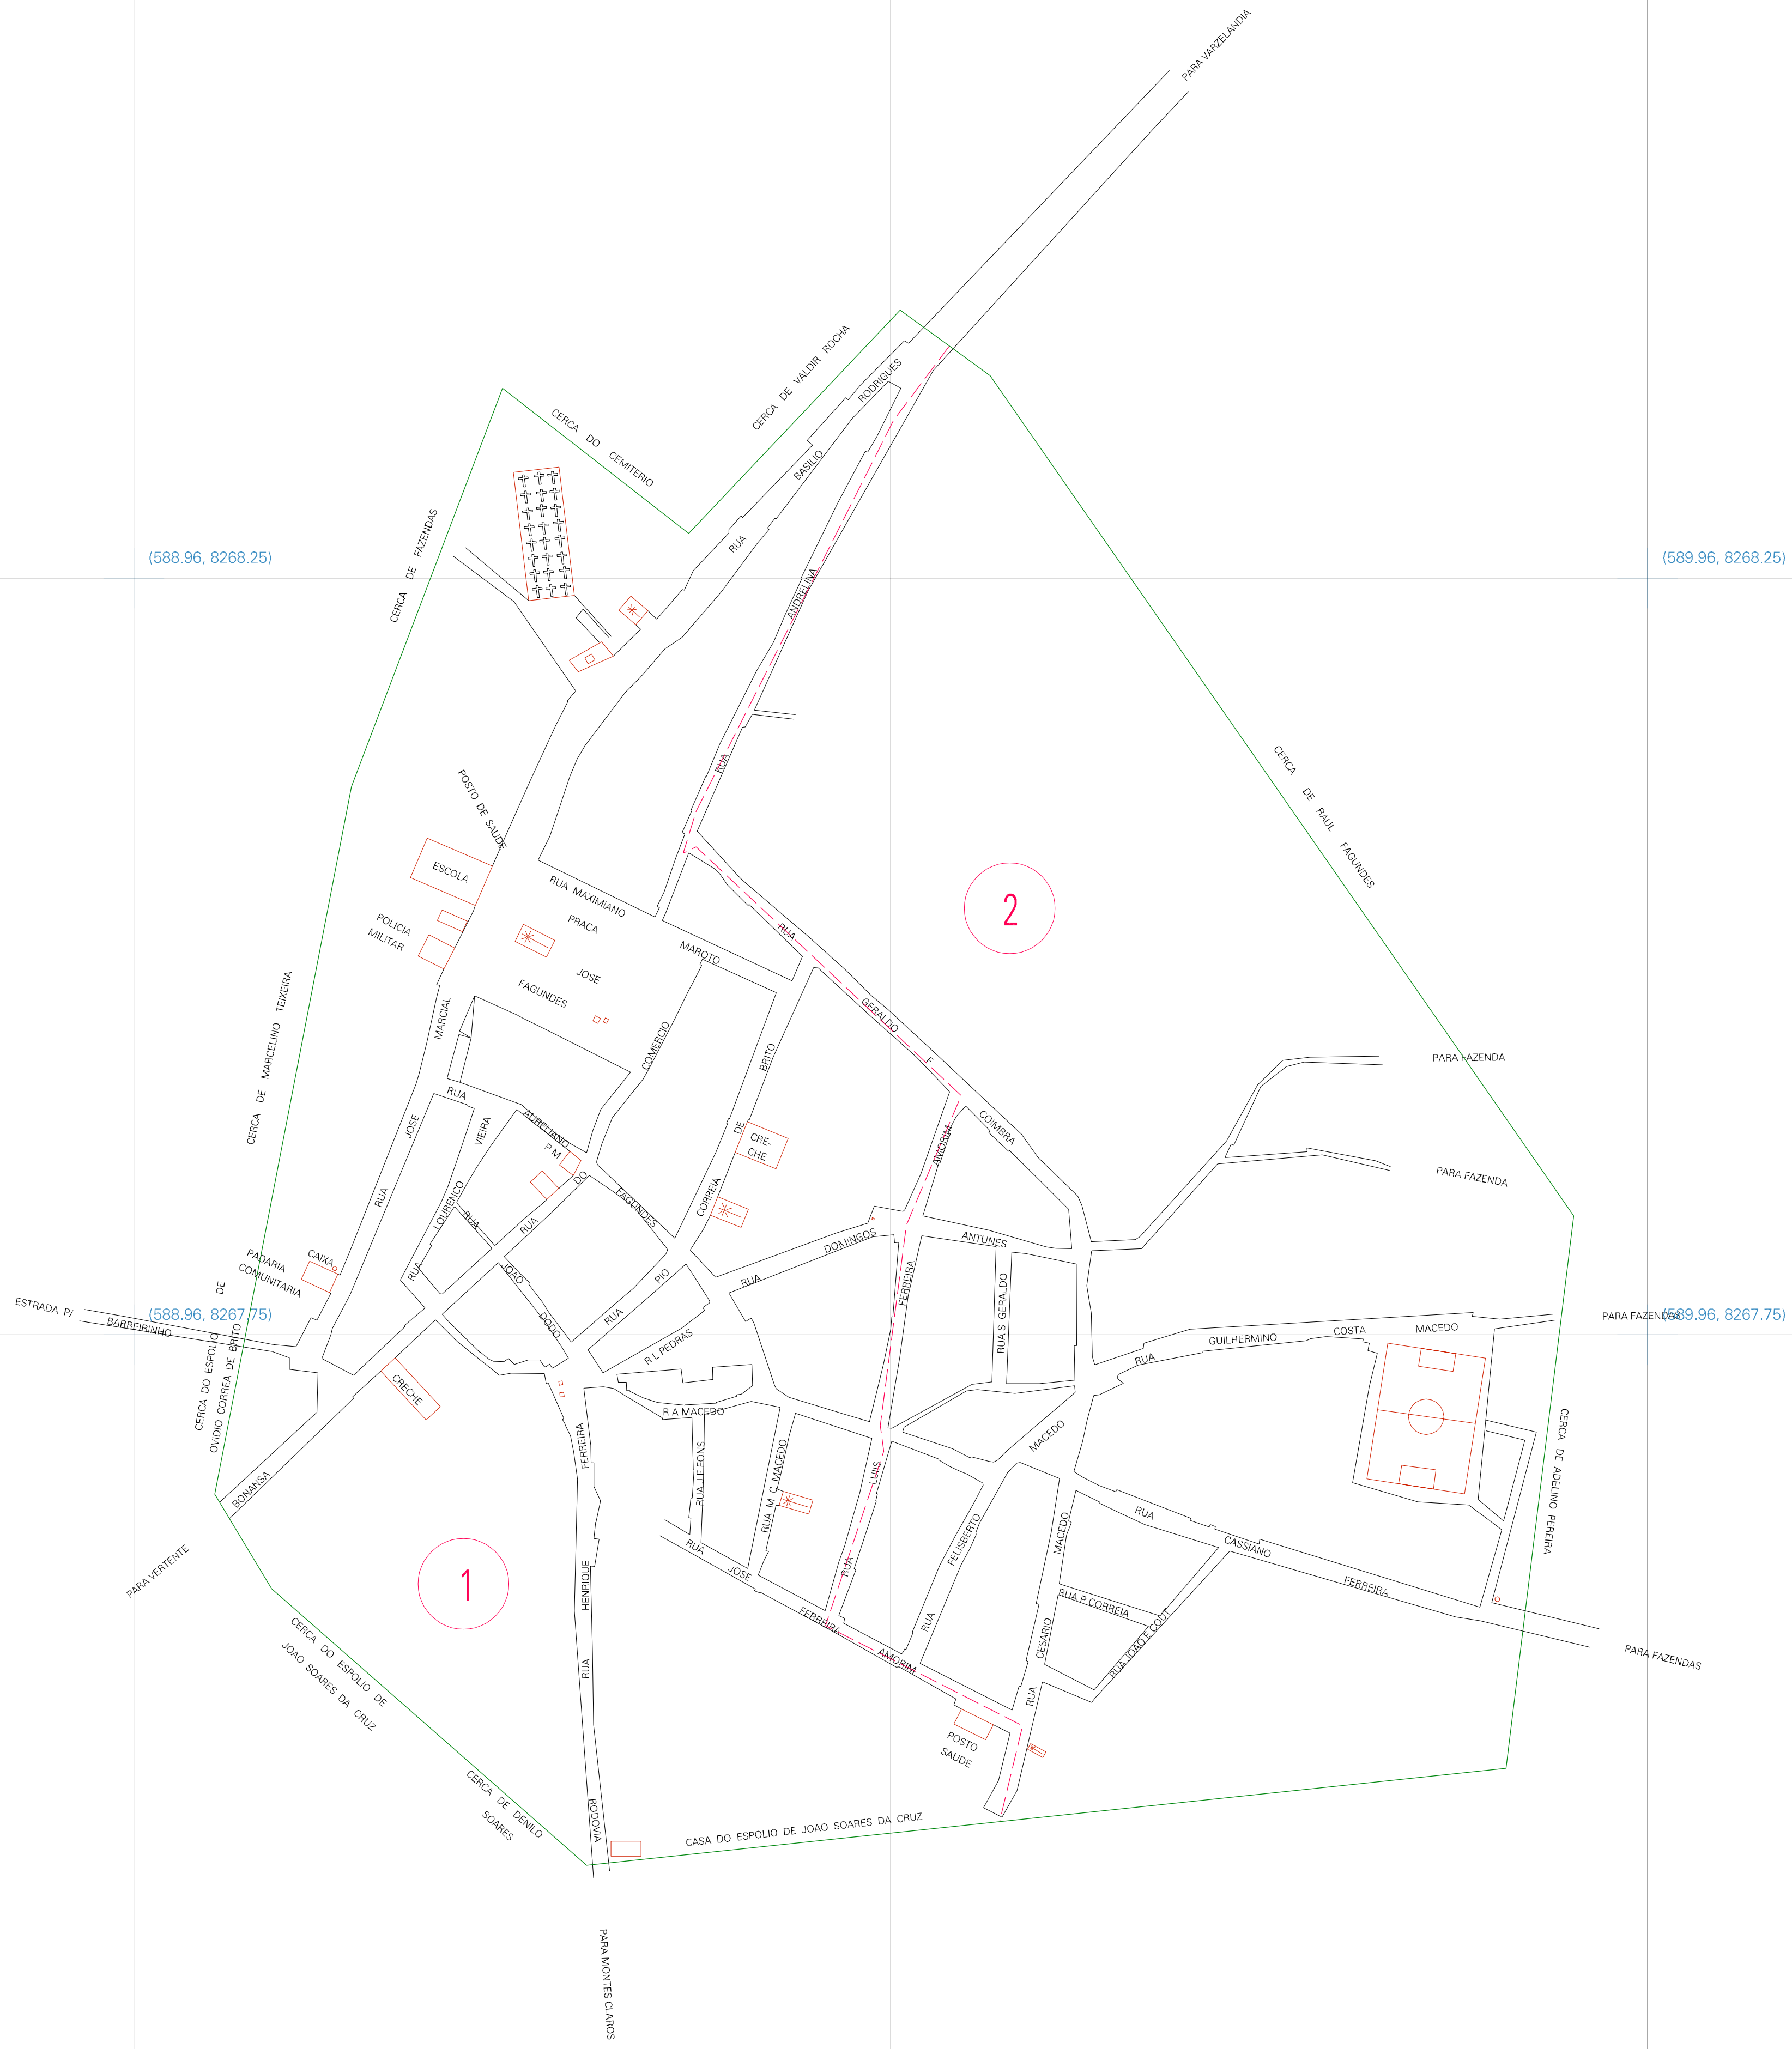 PARA VARZELANDIA
CERCA DE VALDIR ROCHA
RODRIGUES
BASILIO
RUA
CERCA DO CEMITERIO
CERCA DE FAZENDAS
(588.96, 8268.25)
(589.96, 8268.25)
ANDRELINA
RUA
POSTO DE SAUDE
CERCA DE RAUL FAGUNDES
ESCOLA
RUA MAXIMIANO
MAROTO
2
POLICIA
MILITAR
PRACA
JOSE
FAGUNDES
RUA
GERALDO
F
COIMBRA
CERCA DE MARCELINO TEIXEIRA
MARCIAL
JOSE
RUA
COMERCIO
BRITO
DE
CORREIA
PARA FAZENDA
PARA FAZENDA
RUA
AURELIANO
FAGUNDES
VIEIRA
LOURENCO
RUA
P M
DO
RUA
CRE-
CHE
AMORIM
FERREIRA
LUIS
RUA
RUA
JOAO
DODO
RUA
PIO
RUA
DOMINGOS
ANTUNES
RUA S GERALDO
CAIXA
PADARIA
COMUNITARIA
CERCA DO ESPOLIO DE
OVIDIO CORREA DE BRITO
ESTRADA P/
BARREIRINHO
(588.96, 8267.75)
(589.96, 8267.75)
PARA FAZENDAS
RUA
GUILHERMINO
COSTA
MACEDO
R L PEDRAS
CRECHE
R A MACEDO
RUA J F FONS
RUA M C MACEDO
BONANSA
PARA VERTENTE
FERREIRA
HENRIQUE
RUA
RODOVIA
MACEDO
FELISBERTO
RUA
MACEDO
CESARIO
RUA
RUA
CASSIANO
FERREIRA
CERCA DE ADELINO PEREIRA
RUA
JOSE
FERREIRA
AMORIM
RUA P CORREIA
RUA JOAO F COUT
PARA FAZENDAS
1
CERCA DO ESPOLIO DE
JOAO SOARES DA CRUZ
POSTO
SAUDE
CERCA DE DENILO
SOARES
CASA DO ESPOLIO DE JOAO SOARES DA CRUZ
PARA MONTES CLAROS